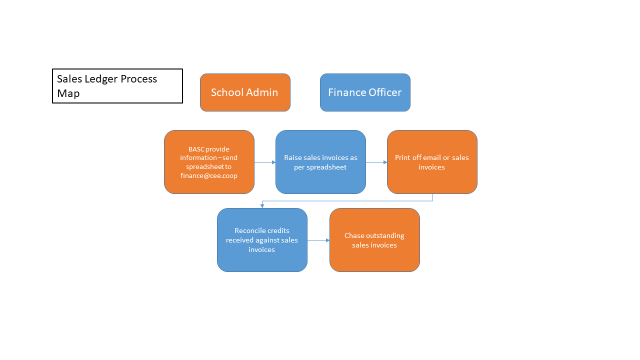 Sales Ledger Process
Map
School Admin
Finance Officer
BASC provide
information – send
spreadsheet to
finance@cee.coop
Raise sales invoices as
per spreadsheet
Print off email or sales
invoices
Reconcile credits
received against sales
invoices
Chase outstanding
sales invoices